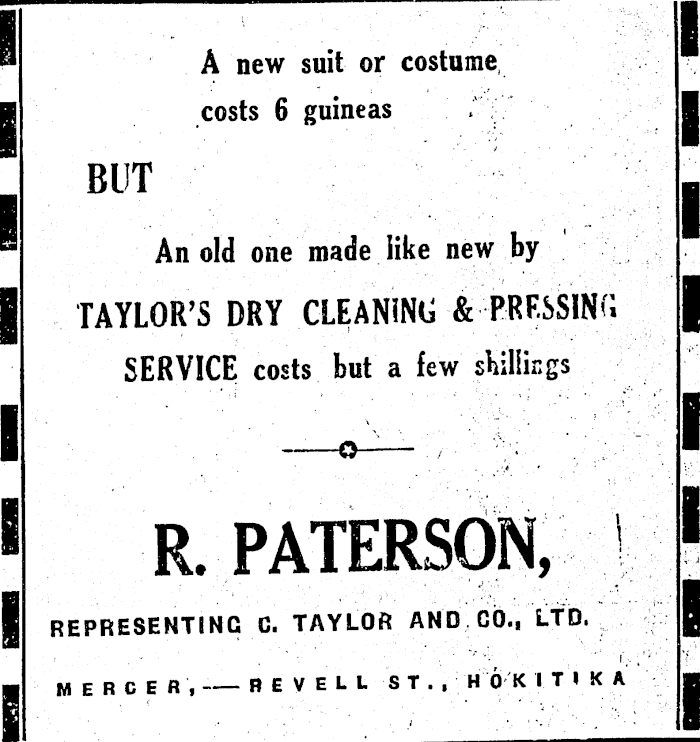 A new suit or costume
costs 6 guineas
BUT
An old one made like new by
TAYLOR'S DRY CLEANING & PRESSING
SERVICE costs but a few shillings
R. PATERSON,
REPRESENTING C. TAYLOR AND CO., LTD.
MERCER,—REVELL ST., HOKITIKA